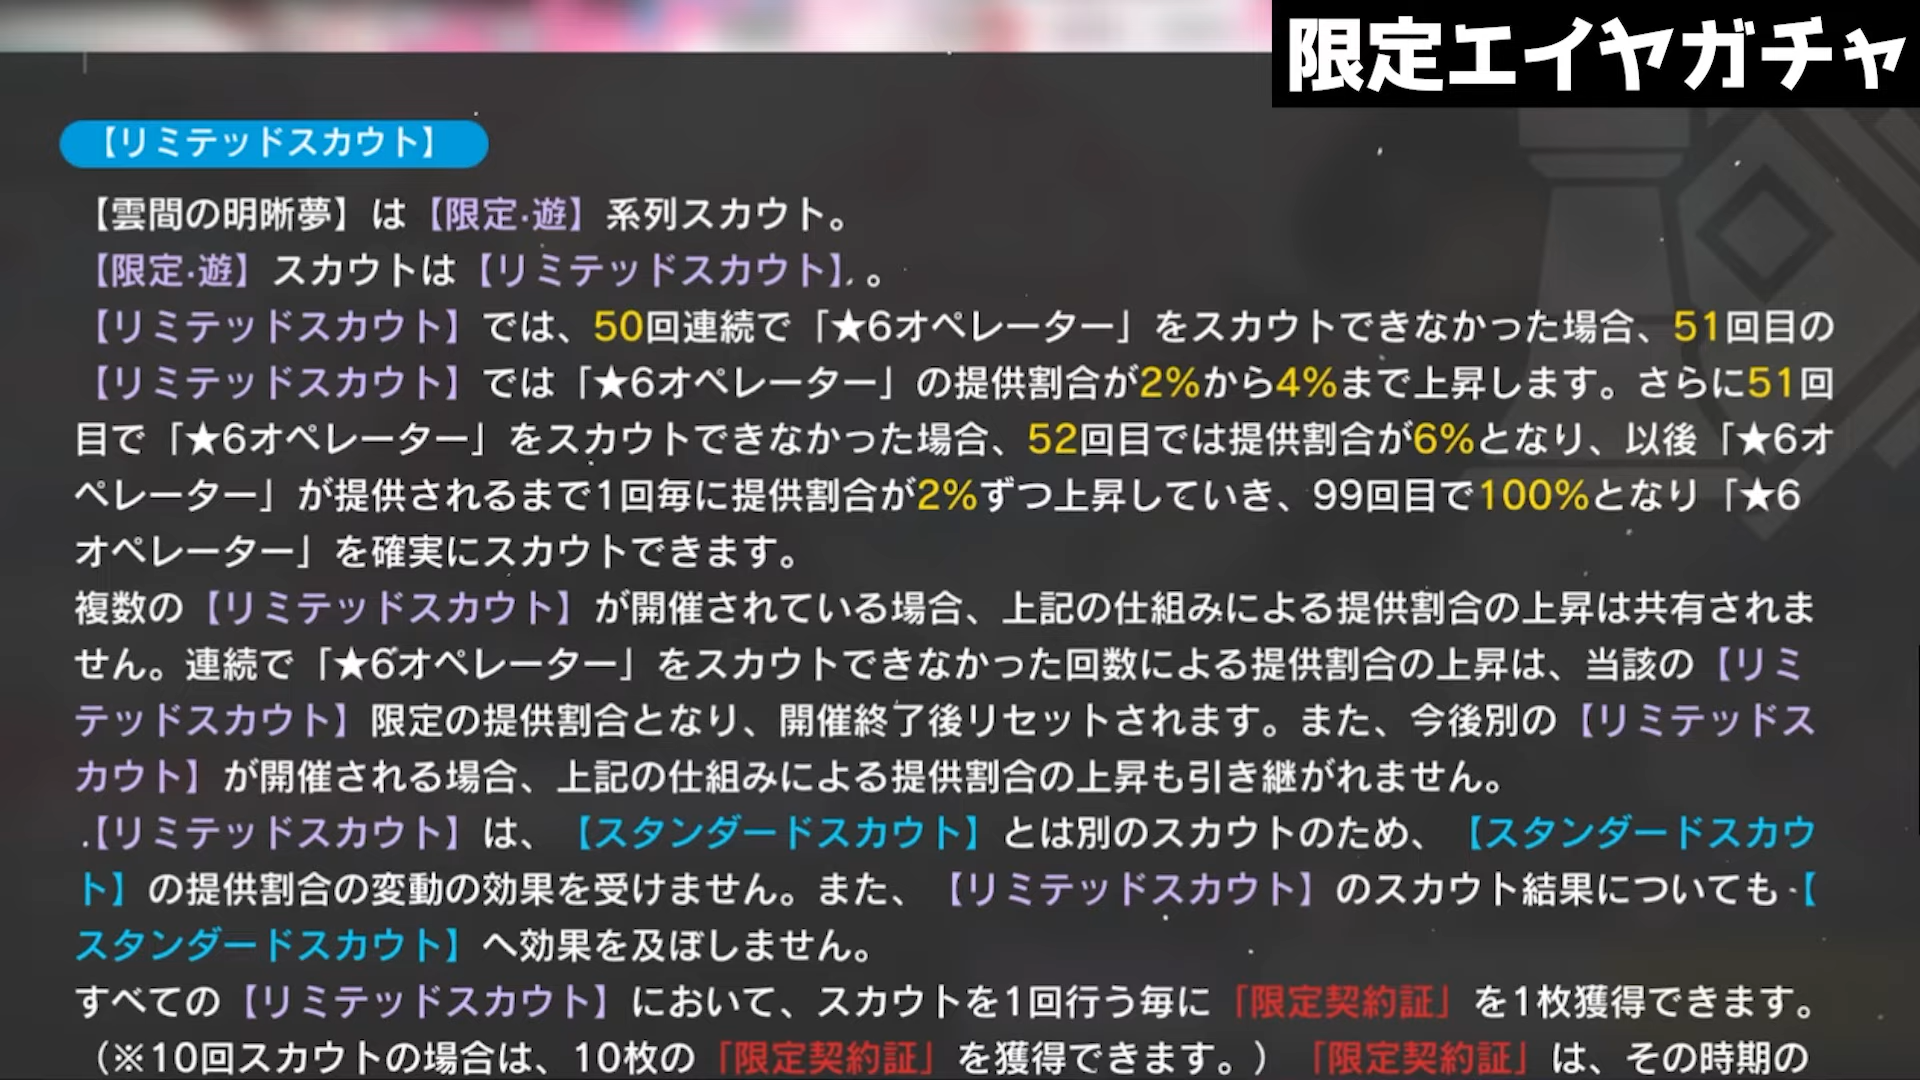 限定エイヤガチャ
【リミテッドスカウト】
【雲間の明晰夢】は【限定·遊】系列スカウト。
【限定·遊】スカウトは【リミテッドスカウト】。
【リミテッドスカウト】では、50回連続で「★6オペレーター」をスカウトできなかった場合、51回目の
【リミテッドスカウト】では「★6オペレーター」の提供割合が2%から4%まで上昇します。さらに51回
目で「★6オペレーター」をスカウトできなかった場合、52回目では提供割合が6%となり、以後「★6オ
ペレーター」が提供されるまで1回毎に提供割合が2%ずつ上昇していき、99回目で100%となり「★6
オペレーター」を確実にスカウトできます。
複数の【リミテッドスカウト】が開催されている場合、上記の仕組みによる提供割合の上昇は共有されま
せん。連続で「★6オペレーター」をスカウトできなかった回数による提供割合の上昇は、当該の【リミ
テッドスカウト】限定の提供割合となり、開催終了後リセットされます。また、今後別の【リミテッドス
カウト】が開催される場合、上記の仕組みによる提供割合の上昇も引き継がれません。
【リミテッドスカウト】は、【スタンダードスカウト】とは別のスカウトのため、【スタンダードスカウ
ト】の提供割合の変動の効果を受けません。また、【リミテッドスカウト】のスカウト結果についても【
スタンダードスカウト】へ効果を及ぼしません。
すべての【リミテッドスカウト】において、スカウトを1回行う毎に「限定契約証」を1枚獲得できます。
（※10回スカウトの場合は、10枚の「限定契約証」を獲得できます。）「限定契約証」は、その時期の